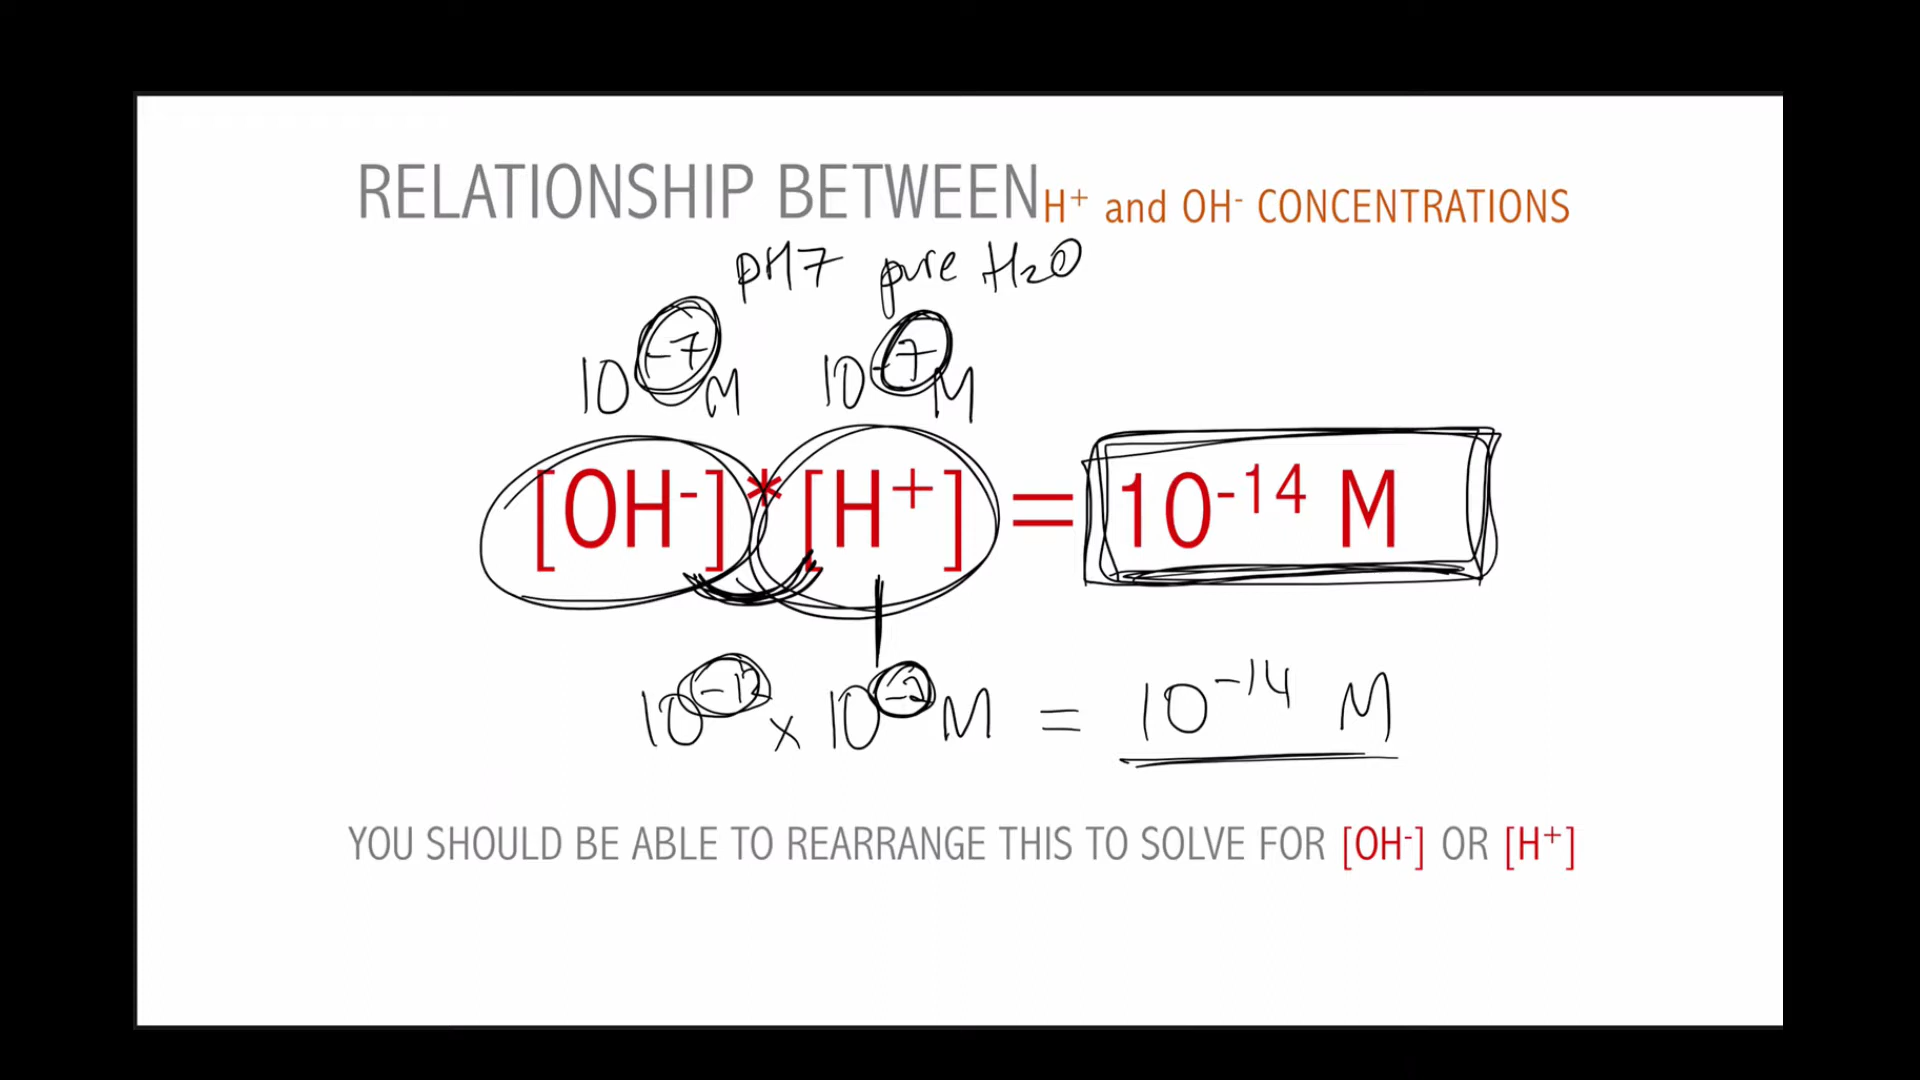 RELATIONSHIP BETWEEN H⁺ and OH⁻ CONCENTRATIONS
pH7 pure H₂O
10⁻⁷ M 10⁻⁷ M
[OH⁻] * [H⁺] = 10⁻¹⁴ M
10⁻¹² x 10⁻² M = 10⁻¹⁴ M
YOU SHOULD BE ABLE TO REARRANGE THIS TO SOLVE FOR [OH⁻] OR [H⁺]